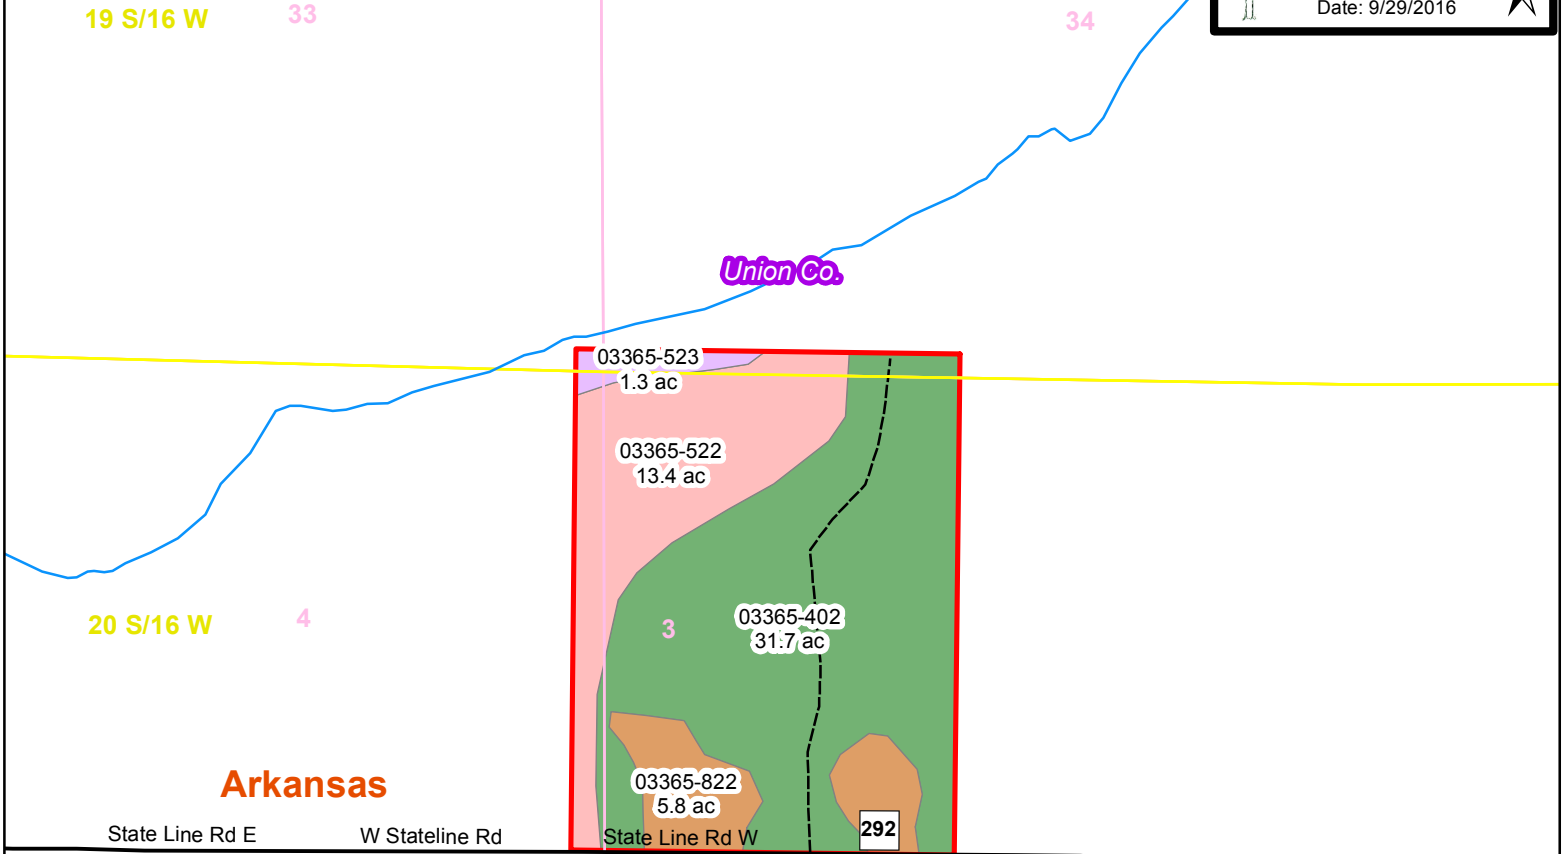 19 S/16 W
33
34
Date: 9/29/2016
Union Co.
03365-523
1.3 ac
03365-522
13.4 ac
20 S/16 W
4
3
03365-402
31.7 ac
Arkansas
03365-822
5.8 ac
292
State Line Rd E
W Stateline Rd
State Line Rd W